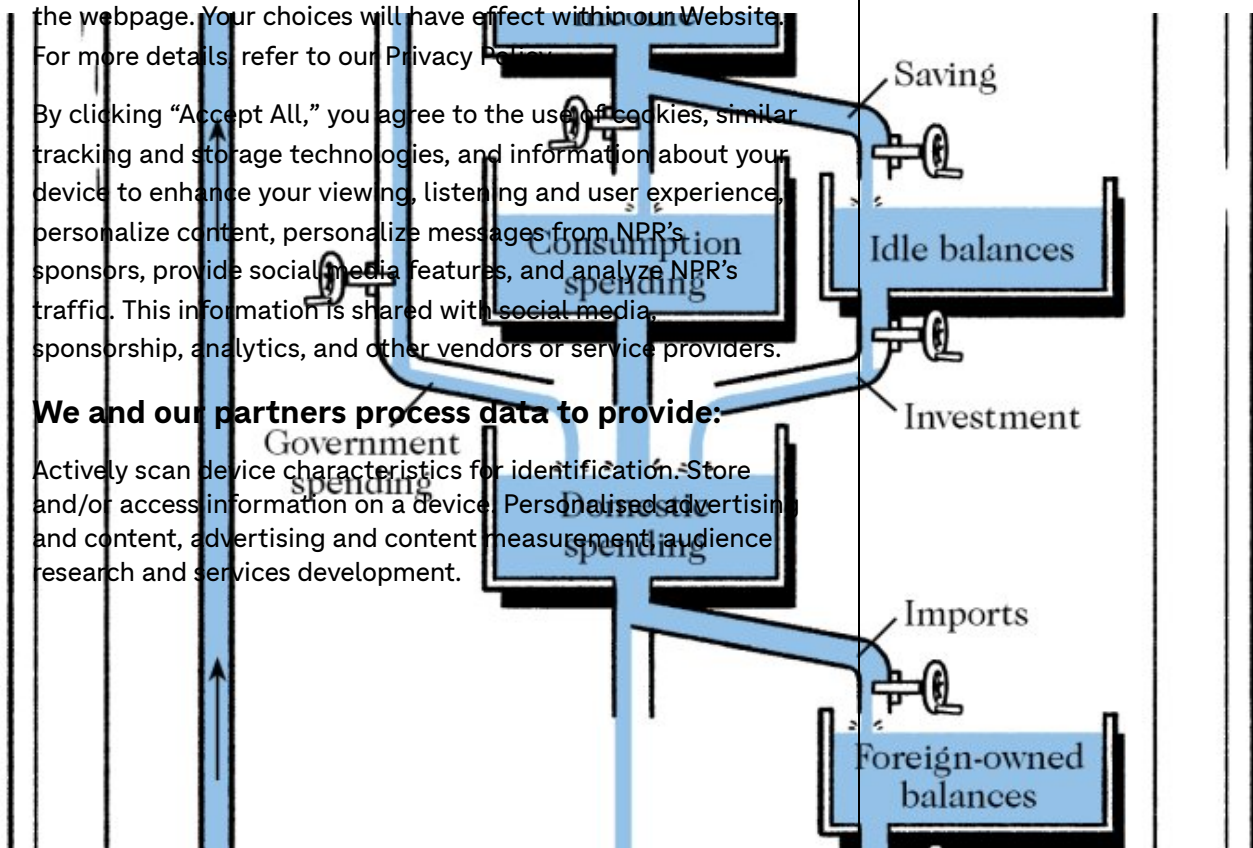 the webpage. Your choices will have effect within our Website.
For more details, refer to our Privacy Policy.
By clicking “Accept All,” you agree to the use of cookies, similar
tracking and storage technologies, and information about your
device to enhance your viewing, listening and user experience,
personalize content, personalize messages from NPR’s
sponsors, provide social media features, and analyze NPR’s
traffic. This information is shared with social media,
sponsorship, analytics, and other vendors or service providers.
We and our partners process data to provide:
Actively scan device characteristics for identification. Store
and/or access information on a device. Personalised advertising
and content, advertising and content measurement, audience
research and services development.
income
Saving
Consumption
spending
Idle balances
Government
spending
Investment
Domestic
spending
Imports
Foreign-owned
balances